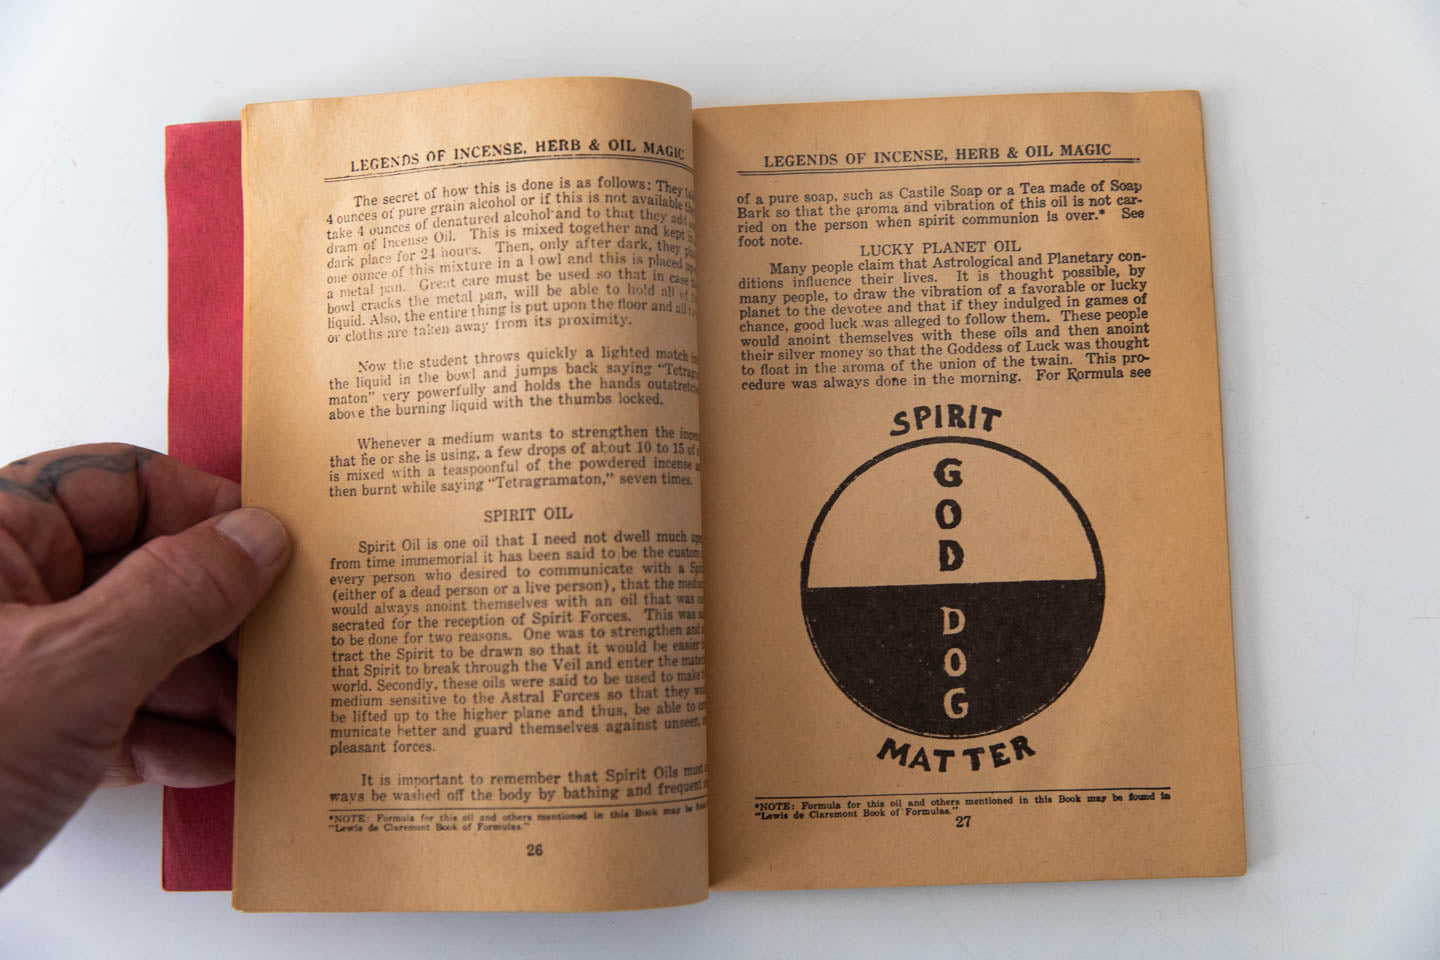 LEGENDS OF INCENSE, HERB & OIL MAGIC
The secret of how this is done is as follows: They
4 ounces of pure grain alcohol or if this is not available
take 4 ounces of denatured alcohol and to that they add
dram of Incense Oil. This is mixed together and kept in
dark place for 24 hours. Then, only after dark, they
one ounce of this mixture in a bowl and this is placed
a metal pan. Great care must be used so that in case
bowl cracks the metal pan, will be able to hold all of
liquid. Also, the entire thing is put upon the floor and all
or cloths are taken away from its proximity.
Now the student throws quickly a lighted match
the liquid in the bowl and jumps back saying "Tetragra
maton" very powerfully and holds the hands outstretch
above the burning liquid with the thumbs locked.
Whenever a medium wants to strengthen the
that he or she is using, a few drops of about 10 to 15 of
is mixed with a teaspoonful of the powdered incense
then burnt while saying "Tetragramaton," seven times.
SPIRIT OIL
Spirit Oil is one oil that I need not dwell much
from time immemorial it has been said to be the custom
every person who desired to communicate with a
(either of a dead person or a live person), that the
would always anoint themselves with an oil that was
secrated for the reception of Spirit Forces. This was
to be done for two reasons. One was to strengthen and
tract the Spirit to be drawn so that it would be easier
that Spirit to break through the Veil and enter the
world. Secondly, these oils were said to be used to make
medium sensitive to the Astral Forces so that they
be lifted up to the higher plane and thus, be able to
municate better and guard themselves against unseen,
pleasant forces.
It is important to remember that Spirit Oils must
ways be washed off the body by bathing and frequent
*NOTE: Formula for this oil and others mentioned in this Book may be found
"Lewis de Claremont Book of Formulas."
26
LEGENDS OF INCENSE, HERB & OIL MAGIC
of a pure soap, such as Castile Soap or a Tea made of Soap
Bark so that the aroma and vibration of this oil is not car-
ried on the person when spirit communion is over.* See
foot note.
LUCKY PLANET OIL
Many people claim that Astrological and Planetary con-
ditions influence their lives. It is thought possible, by
many people, to draw the vibration of a favorable or lucky
planet to the devotee and that if they indulged in games of
chance, good luck was alleged to follow them. These people
would anoint themselves with these oils and then anoint
their silver money so that the Goddess of Luck was thought
to float in the aroma of the union of the twain. This pro-
cedure was always done in the morning. For Rormula see
SPIRIT
GOD
DOG
MATTER
*NOTE: Formula for this oil and others mentioned in this Book may be found in
"Lewis de Claremont Book of Formulas."
27